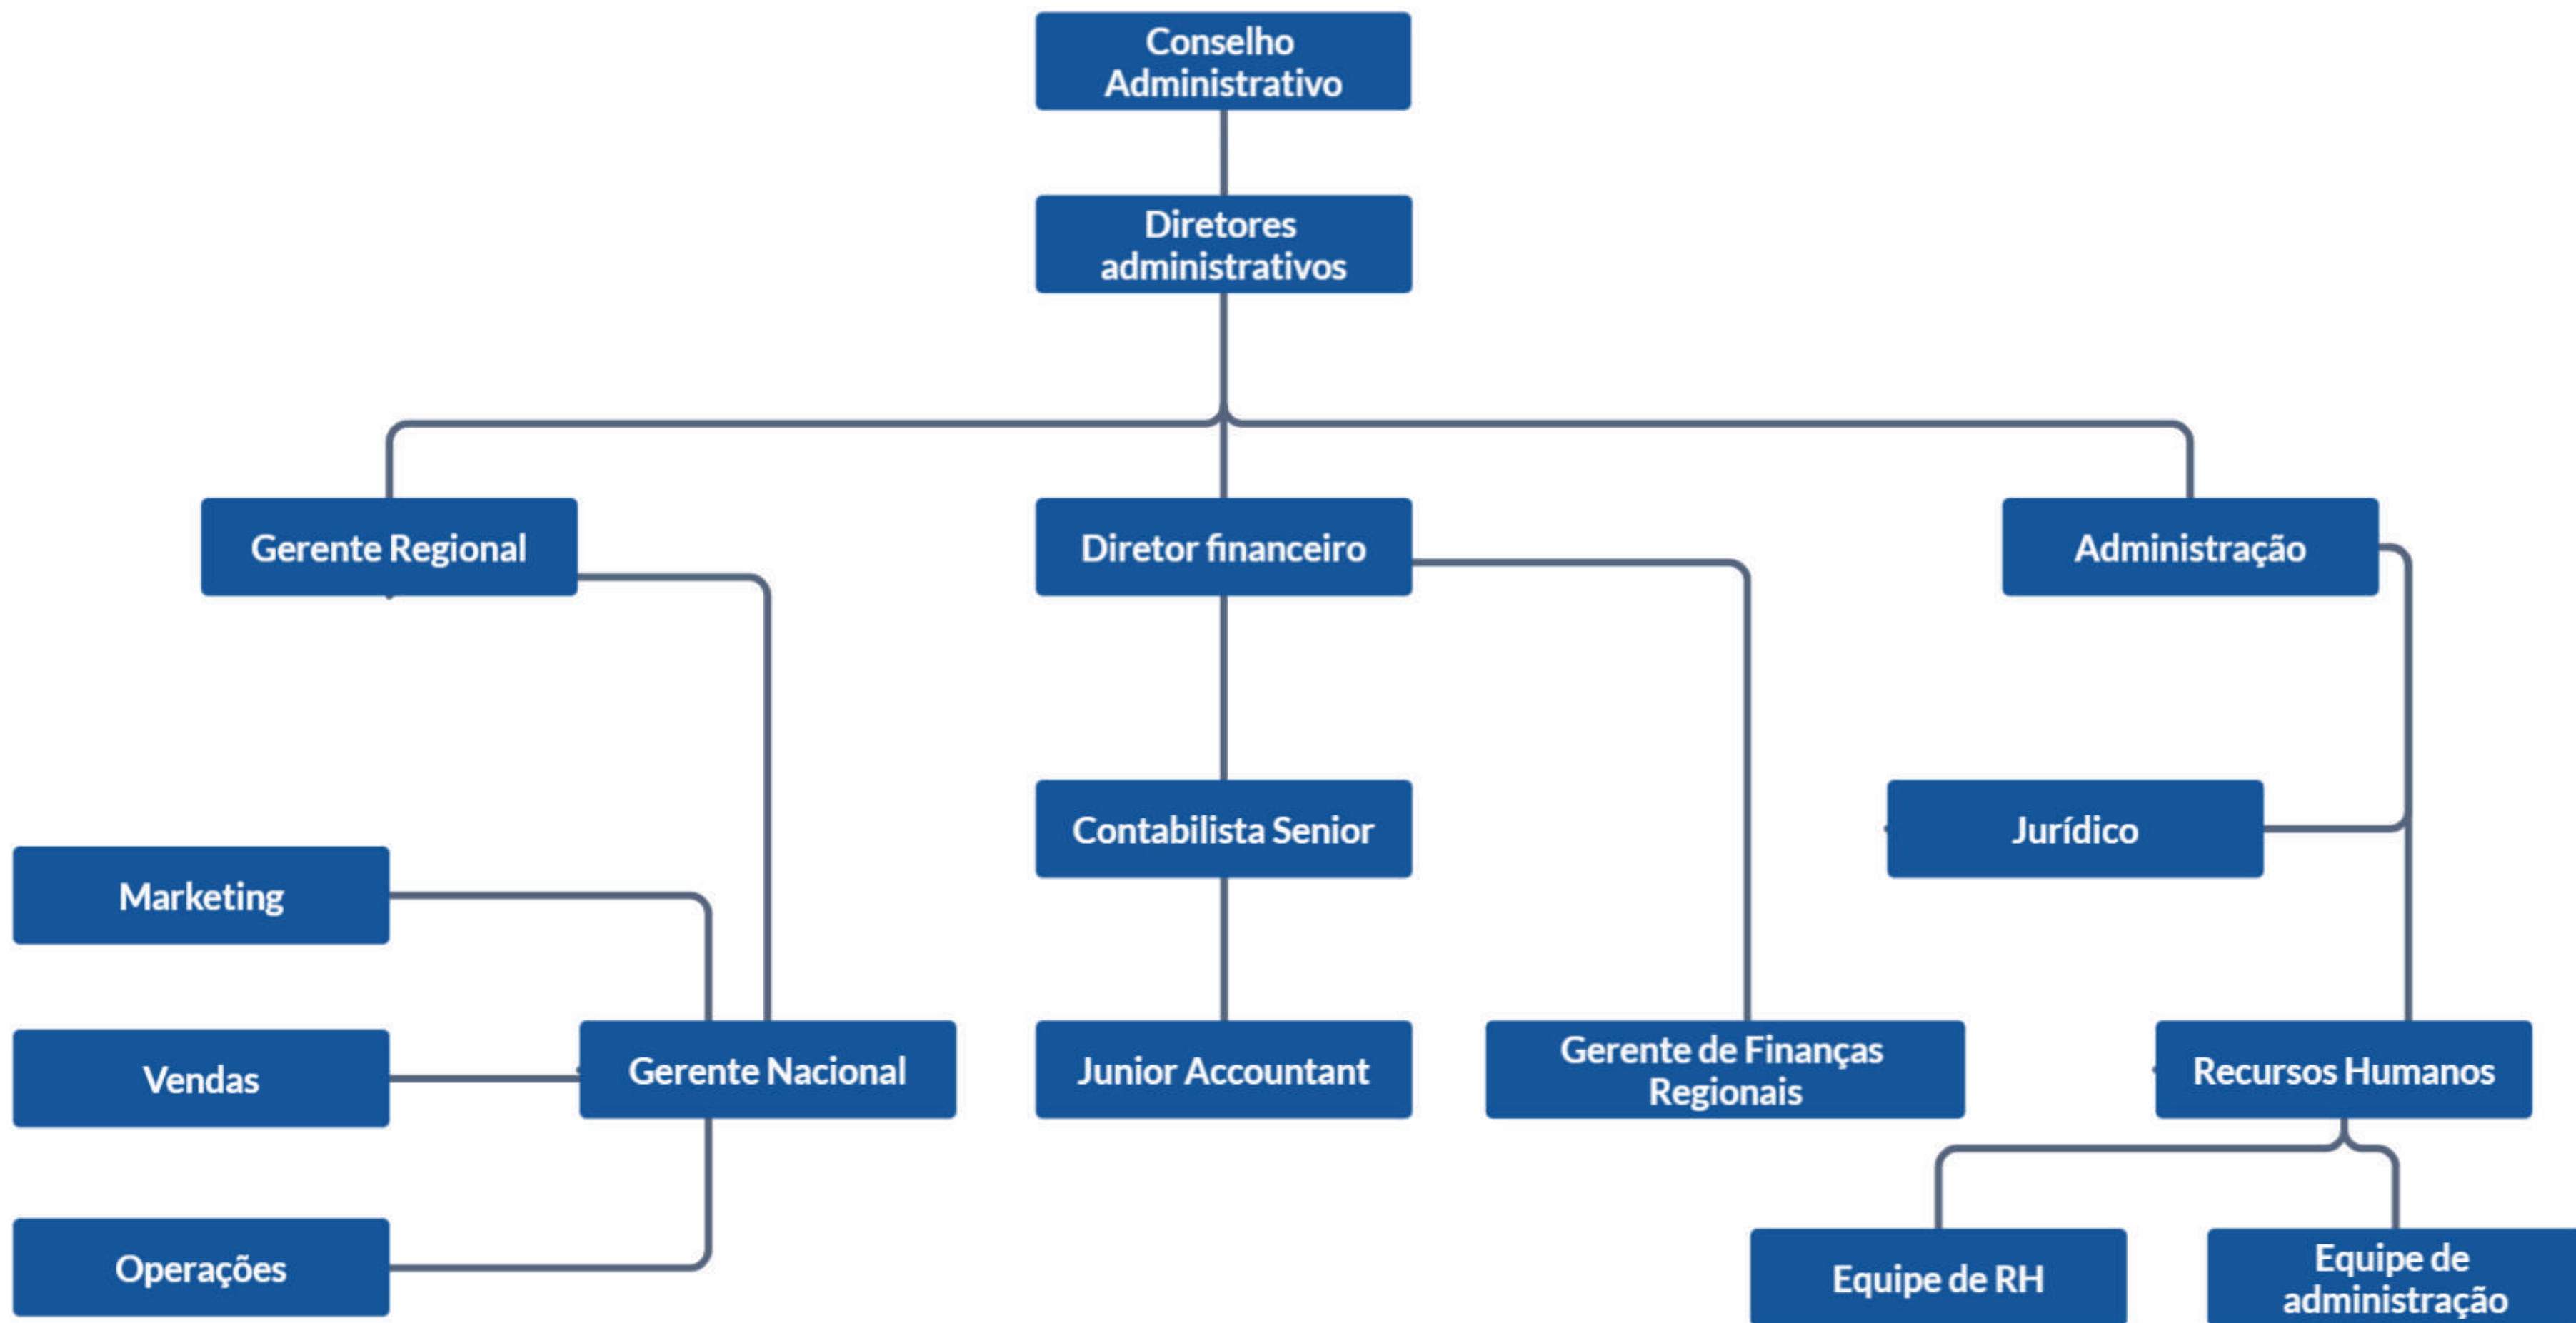 Conselho
Administrativo
Diretores
administrativos
Gerente Regional
Diretor financeiro
Administração
Contabilista Senior
Jurídico
Marketing
Vendas
Gerente Nacional
Junior Accountant
Gerente de Finanças
Regionais
Recursos Humanos
Operações
Equipe de RH
Equipe de
administração